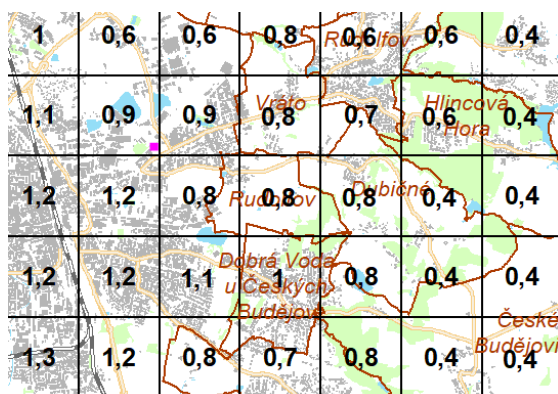 1 0,6 0,6 0,8 0,6 0,6 0,4
Rudolfov
1,1 0,9 0,9 0,8 0,7 0,6 0,4
Vráto
Hlincová
Hora
1,2 1,2 0,8 0,8 0,8 0,4 0,4
Rudolfov
Dubičné
1,2 1,2 1,1 1 0,8 0,4 0,4
Dobrá Voda
u Českých
Budějovic
1,3 1,2 0,8 0,7 0,8 0,4 0,4
České
Budějovi